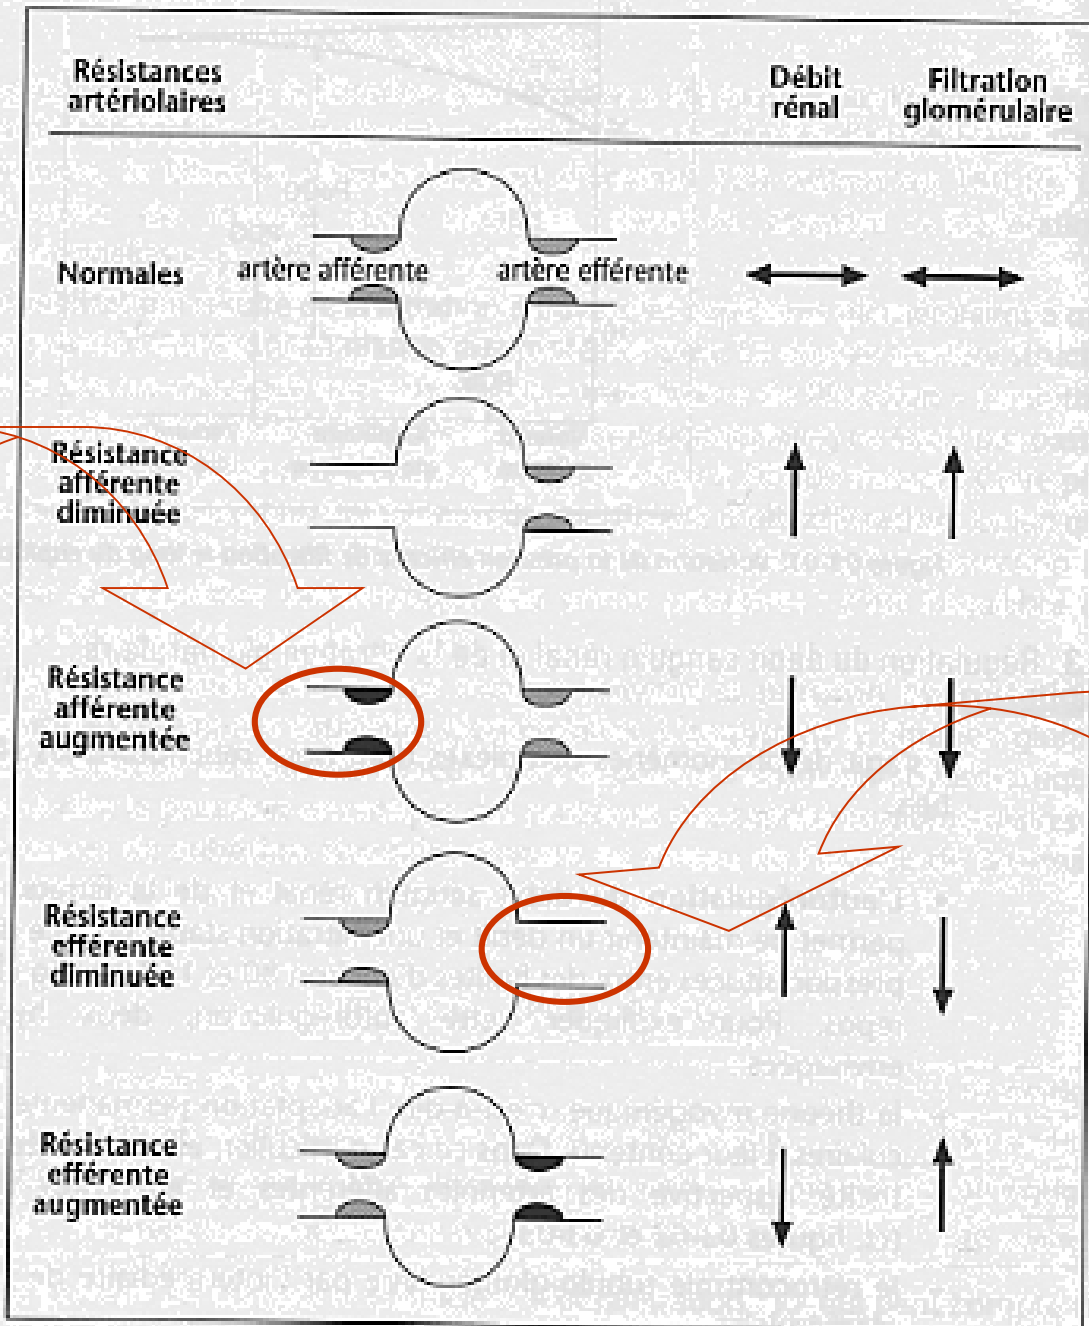 Résistances
artériolaires
Débit
rénal
Filtration
glomérulaire
Normales
artère afférente
artère efférente
Résistance
afférente
diminuée
Résistance
afférente
augmentée
Résistance
efférente
diminuée
Résistance
efférente
augmentée